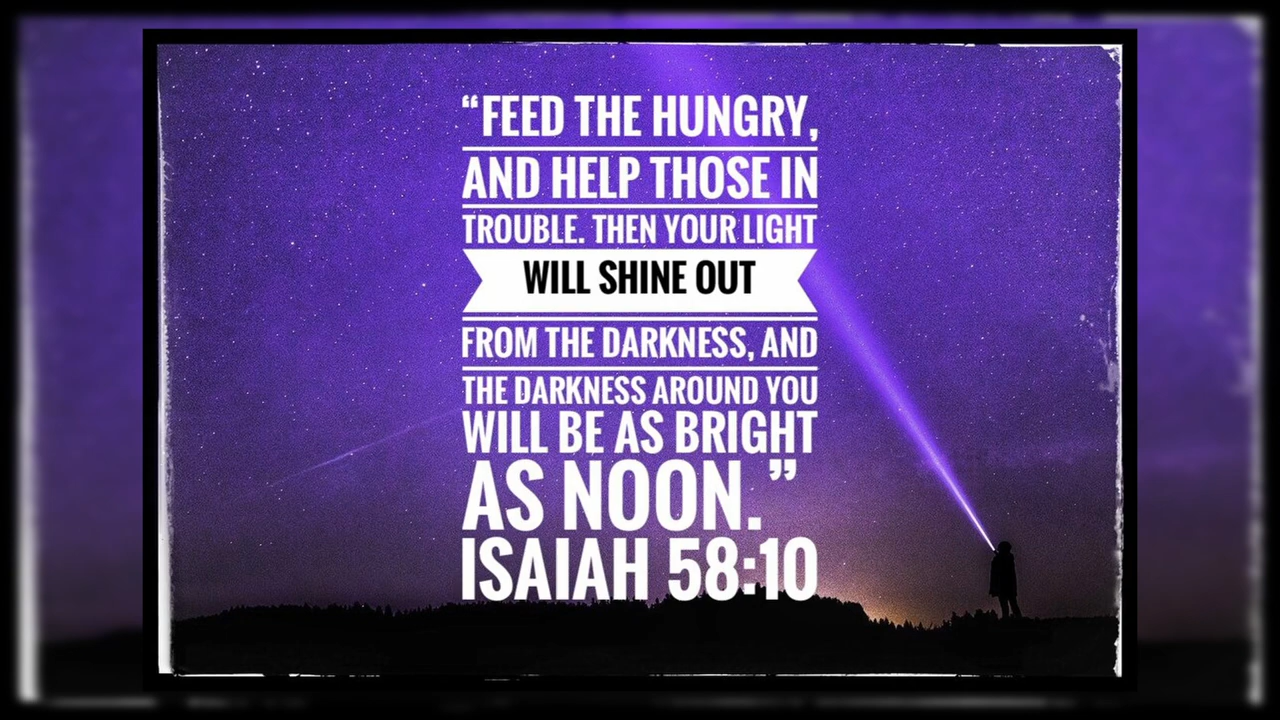 “FEED THE HUNGRY,
AND HELP THOSE IN
TROUBLE. THEN YOUR LIGHT
WILL SHINE OUT
FROM THE DARKNESS, AND
THE DARKNESS AROUND YOU
WILL BE AS BRIGHT
AS NOON.”
ISAIAH 58:10